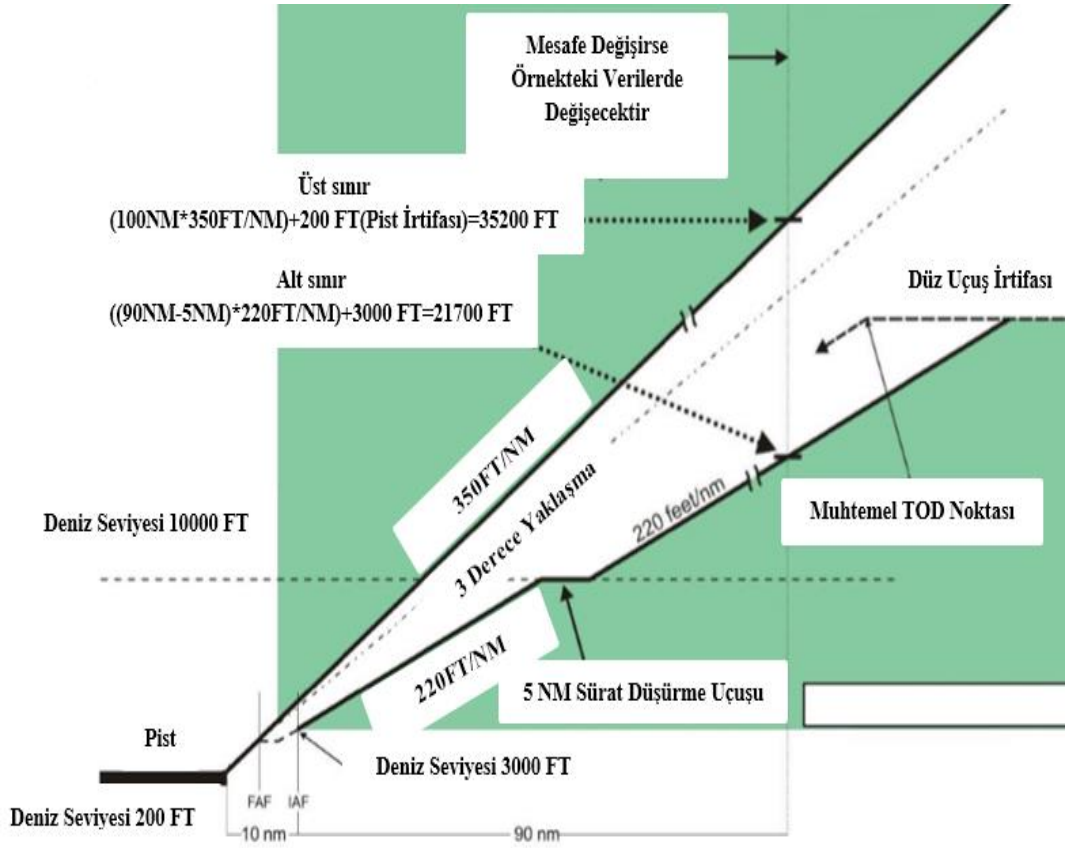 Mesafe Değişirse
Örnekteki Verilerde
Değişecektir
Üst sınır
(100NM*350FT/NM)+200 FT(Pist İrtifası)=35200 FT
Alt sınır
((90NM-5NM)*220FT/NM)+3000 FT=21700 FT
Düz Uçuş İrtifası
350FT/NM
3 Derece Yaklaşma
220 feet/nm
Muhtemel TOD Noktası
Deniz Seviyesi 10000 FT
220FT/NM
5 NM Sürat Düşürme Uçuşu
Pist
Deniz Seviyesi 3000 FT
FAF IAF
Deniz Seviyesi 200 FT
10 nm
90 nm